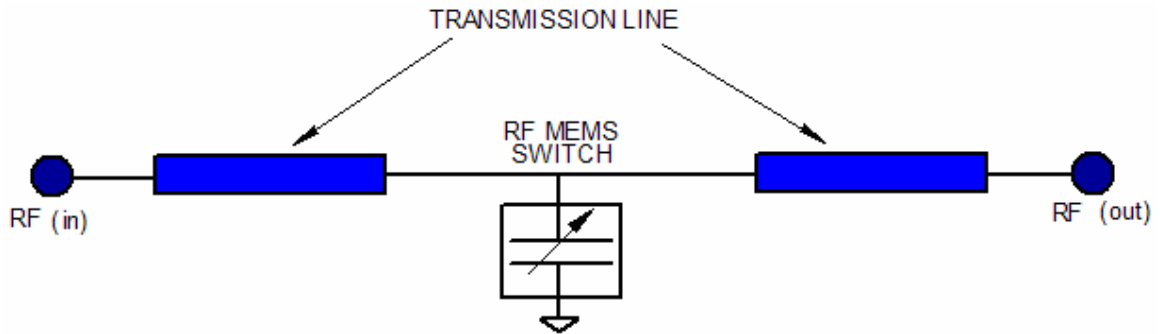 TRANSMISSION LINE
RF MEMS
SWITCH
RF (in)
RF (out)